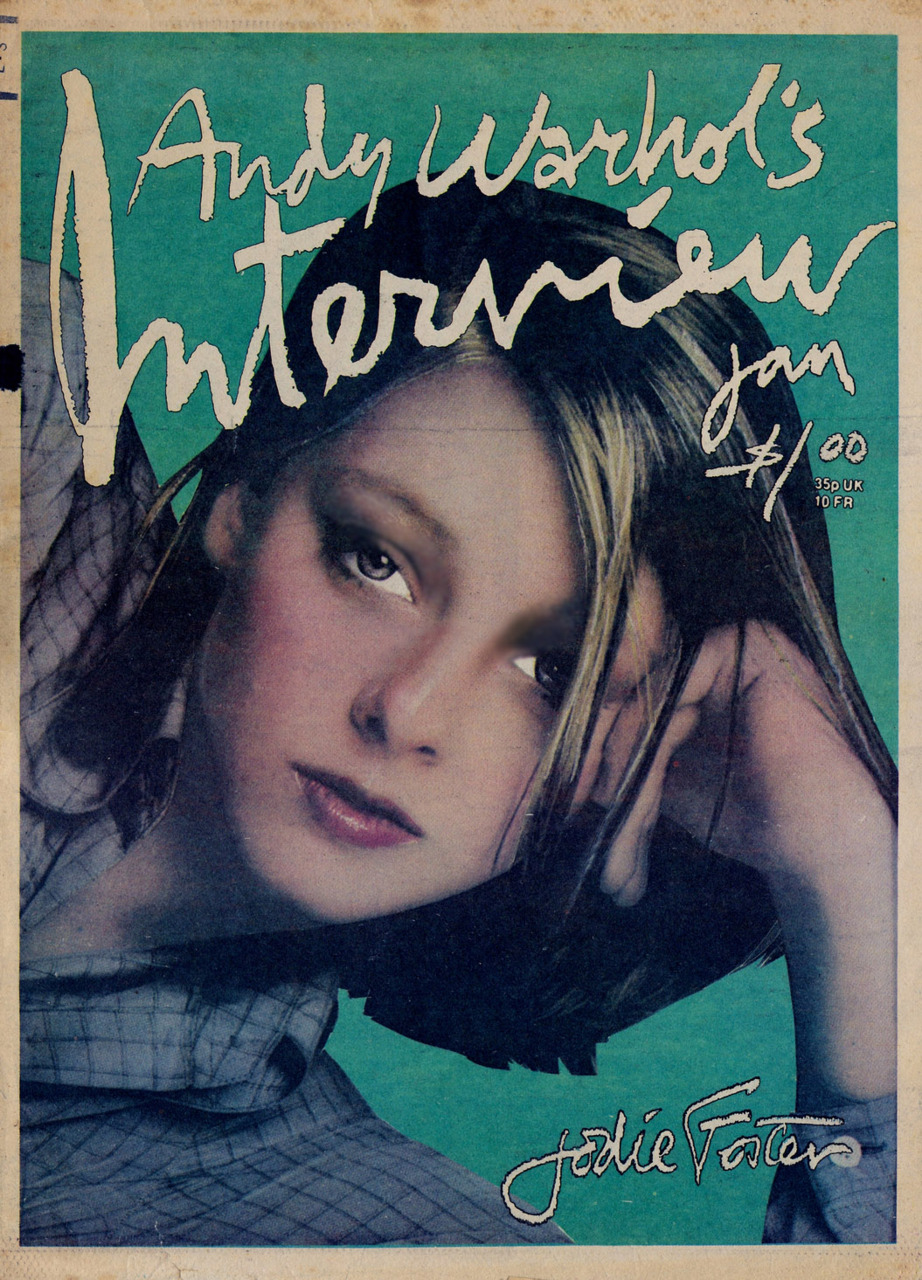 Andy Warhol's
Interview
Jan
$1.00
35p UK
10 FR
Jodie Foster